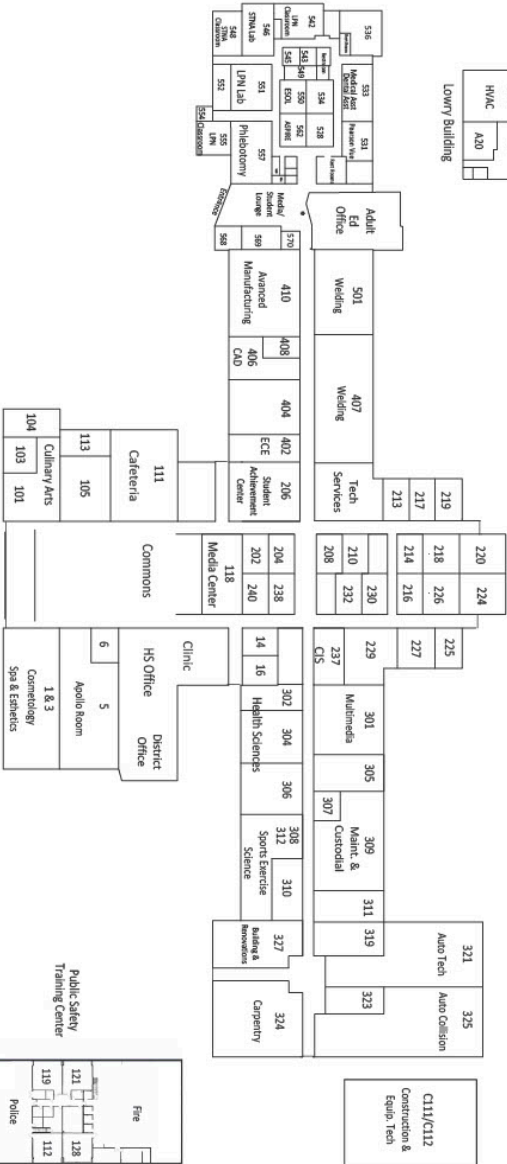 HVAC
A20
Lowry Building
536
542
LPN
Classroom
546
STNA Lab
548
STNA
Classroom
533
Medical Asst
Dental Asst
531
Pearson Vue
543
545
549
534
550
ESOL
528
562
ASPIRE
551
LPN Lab
552
557
Phlebotomy
555
LPN
Classroom
554
Adult
Ed
Office
Media/
Student
Lounge
Entrance
570
569
568
501
Welding
410
Avanced
Manufacturing
407
Welding
408
406
CAD
404
402
ECE
Tech
Services
206
Student
Achievement
Center
219
217
213
111
Cafeteria
113
105
104
103
Culinary Arts
101
220
224
218
226
214
216
210
230
208
232
204
238
202
240
118
Media Center
Commons
225
227
229
237
CIS
14
16
Clinic
HS Office
District
Office
6
5
Apollo Room
1 & 3
Cosmetology
Spa & Esthetics
301
Multimedia
302
304
Health Sciences
305
306
307
309
Maint. &
Custodial
308
312
Sports Exercise
Science
310
311
319
321
Auto Tech
325
Auto Collision
323
327
Building &
Renovations
324
Carpentry
C111/C112
Construction &
Equip. Tech
Public Safety
Training Center
Fire
121
128
119
112
Police